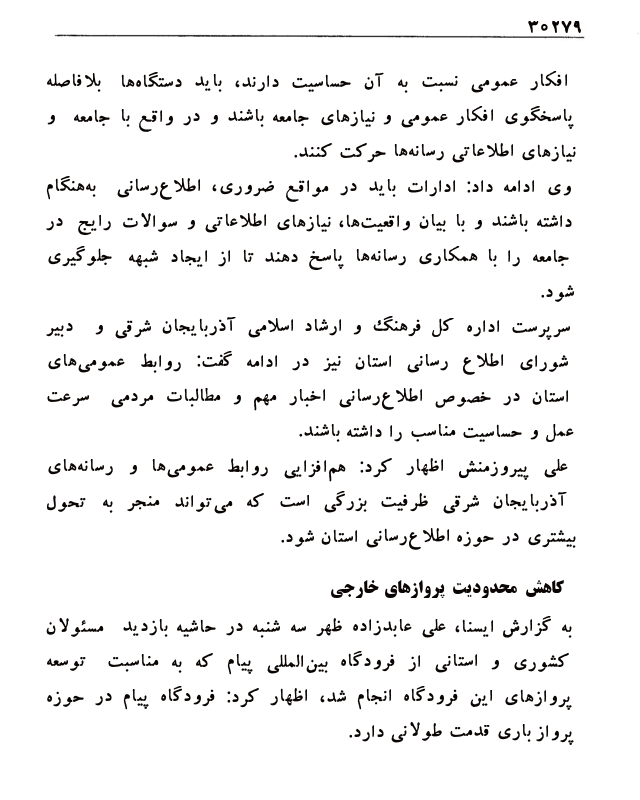 ۳۰۲۷۹
افکار عمومی نسبت به آن حساسیت دارند، باید دستگاه‌ها بلافاصله
پاسخگوی افکار عمومی و نیازهای جامعه باشند و در واقع با جامعه و
نیازهای اطلاعاتی رسانه‌ها حرکت کنند.
وی ادامه داد: ادارات باید در مواقع ضروری، اطلاع‌رسانی به‌هنگام
داشته باشند و با بیان واقعیت‌ها، نیازهای اطلاعاتی و سوالات رایج در
جامعه را با همکاری رسانه‌ها پاسخ دهند تا از ایجاد شبهه جلوگیری
شود.
سرپرست اداره کل فرهنگ و ارشاد اسلامی آذربایجان شرقی و دبیر
شورای اطلاع رسانی استان نیز در ادامه گفت: روابط عمومی‌های
استان در خصوص اطلاع‌رسانی اخبار مهم و مطالبات مردمی سرعت
عمل و حساسیت مناسب را داشته باشند.
علی پیروزمنش اظهار کرد: هم‌افزایی روابط عمومی‌ها و رسانه‌های
آذربایجان شرقی ظرفیت بزرگی است که می‌تواند منجر به تحول
بیشتری در حوزه اطلاع‌رسانی استان شود.
کاهش محدودیت پروازهای خارجی
به گزارش ایسنا، علی عابدزاده ظهر سه شنبه در حاشیه بازدید مسئولان
کشوری و استانی از فرودگاه بین‌المللی پیام که به مناسبت توسعه
پروازهای این فرودگاه انجام شد، اظهار کرد: فرودگاه پیام در حوزه
پرواز باری قدمت طولانی دارد.